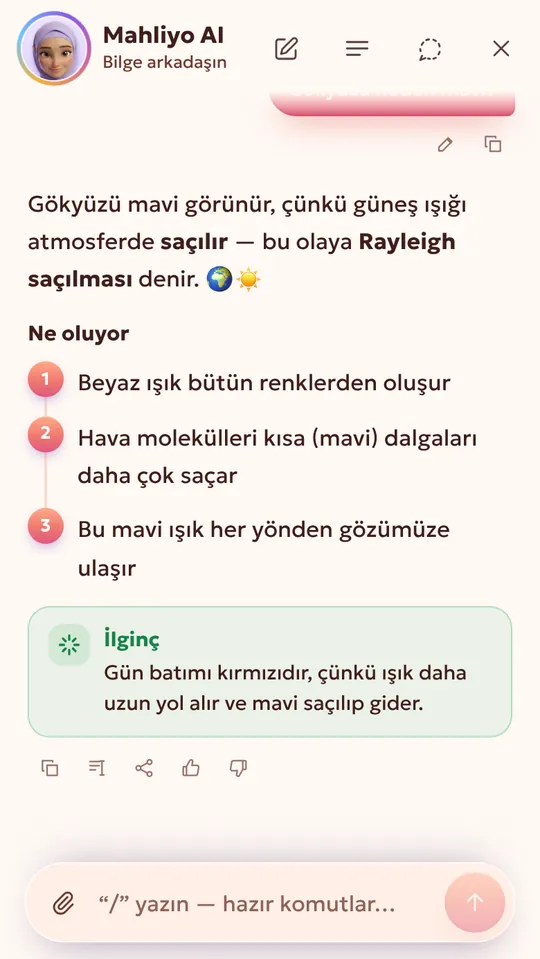 Mahliyo AI
Bilge arkadaşın
Gökyüzü mavi görünür, çünkü güneş ışığı
atmosferde saçılır — bu olaya Rayleigh
saçılması denir. 🌍☀️
Ne oluyor
1 Beyaz ışık bütün renklerden oluşur
2 Hava molekülleri kısa (mavi) dalgaları
daha çok saçar
3 Bu mavi ışık her yönden gözümüze
ulaşır
İlginç
Gün batımı kırmızıdır, çünkü ışık daha
uzun yol alır ve mavi saçılıp gider.
“/” yazın — hazır komutlar...